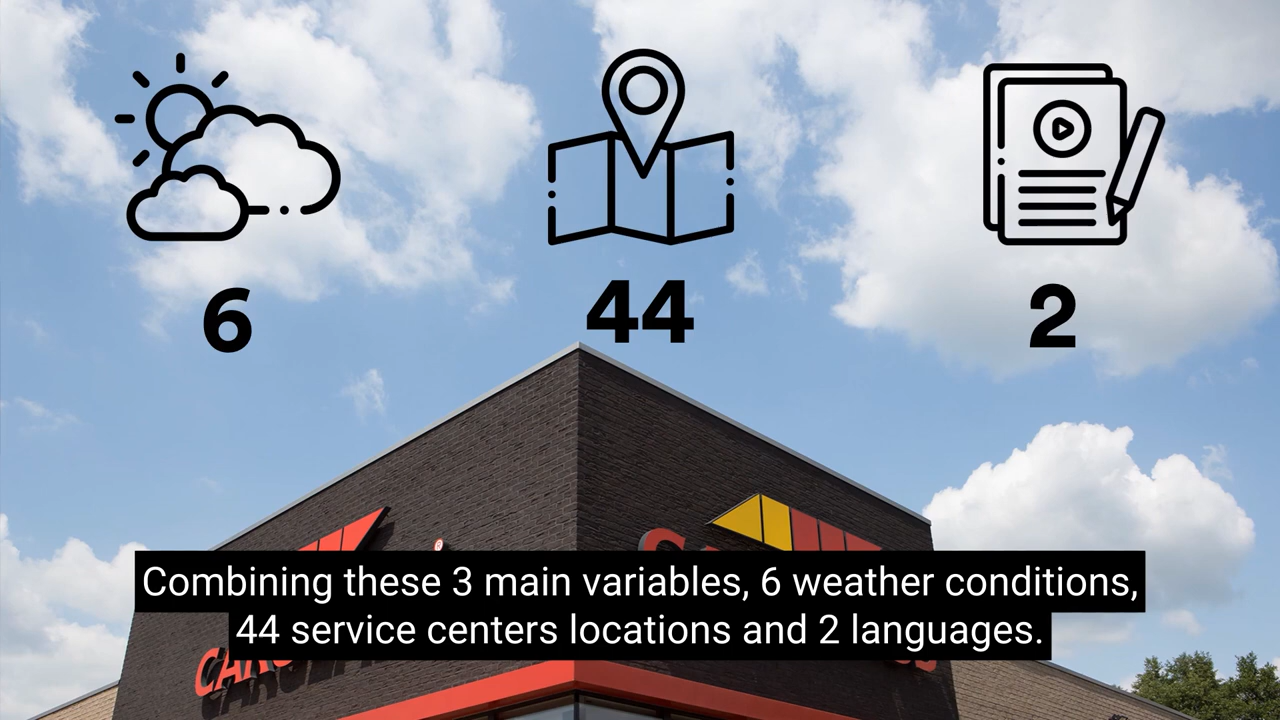 6
44
2
Combining these 3 main variables, 6 weather conditions,
44 service centers locations and 2 languages.